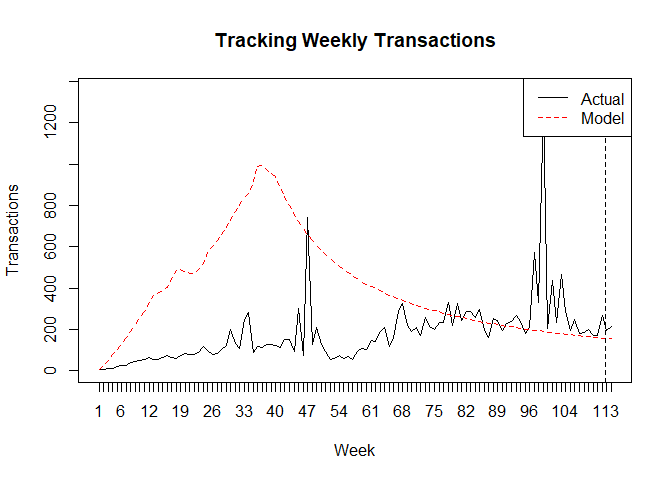 Tracking Weekly Transactions
Actual
Model
Transactions
0
200
400
600
800
1200
1 6 12 19 26 33 40 47 54 61 68 75 82 89 96 104 113
Week